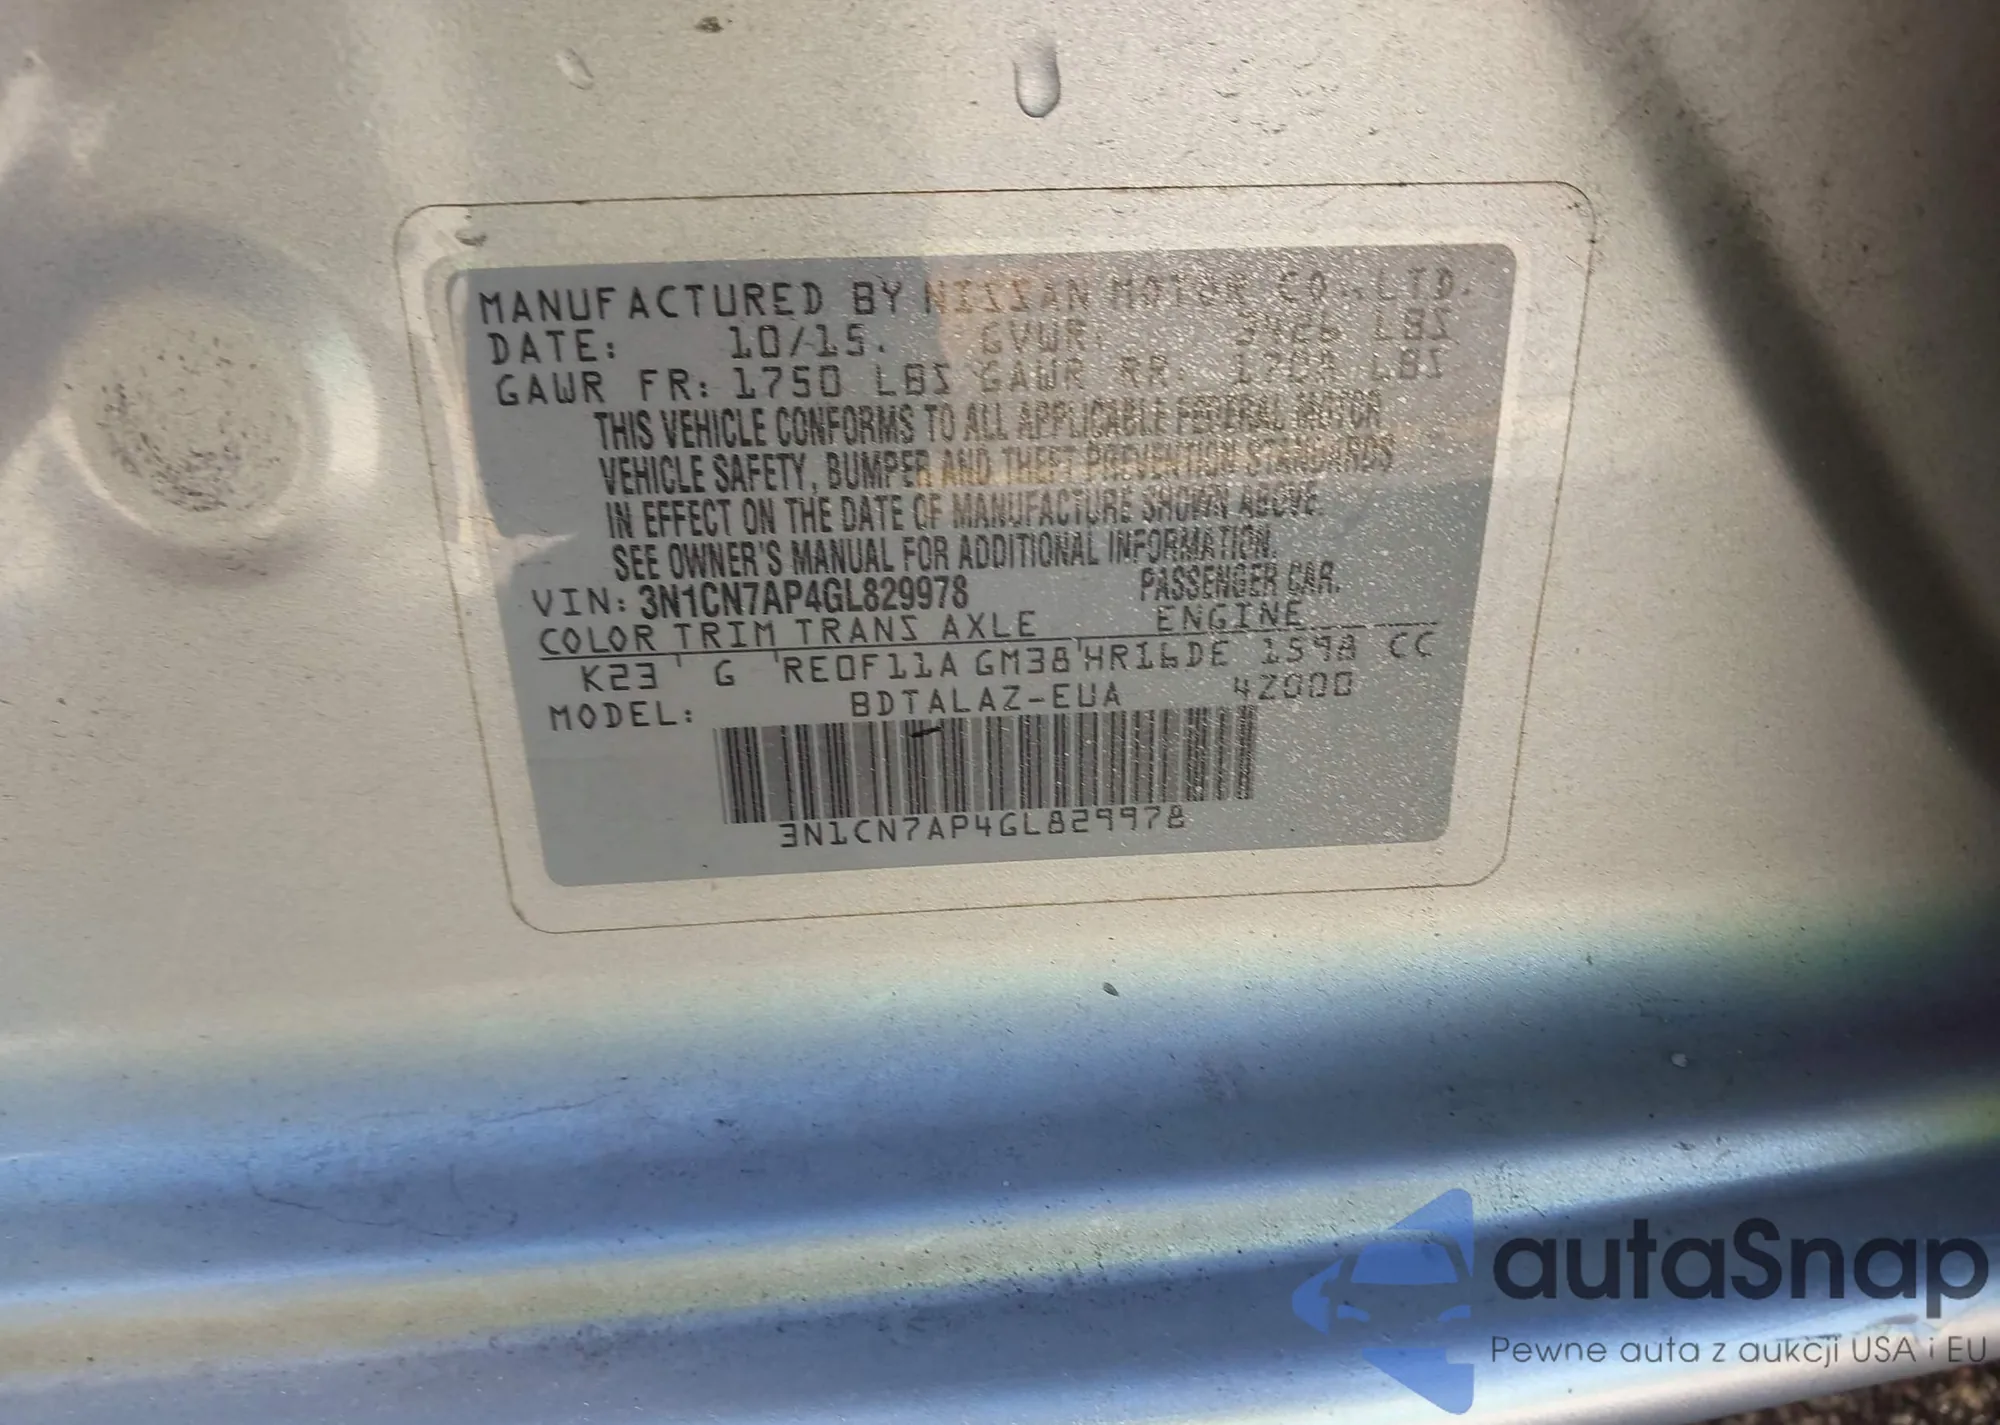 MANUFACTURED BY NISSAN MOTOR CO., LTD.
DATE: 10/15. GVWR: 3426 LBS
GAWR FR: 1750 LBS GAWR RR: 1708 LBS
THIS VEHICLE CONFORMS TO ALL APPLICABLE FEDERAL MOTOR
VEHICLE SAFETY, BUMPER AND THEFT PREVENTION STANDARDS
IN EFFECT ON THE DATE OF MANUFACTURE SHOWN ABOVE.
SEE OWNER'S MANUAL FOR ADDITIONAL INFORMATION.
VIN: 3N1CN7AP4GL829978 PASSENGER CAR.
COLOR TRIM TRANS AXLE ENGINE
K23 G RE0F11A GM38 HR16DE 1598 CC
MODEL: BDTALAZ-EUA 42000
3N1CN7AP4GL829978
autaSnap
Pewne auta z aukcji USA i EU